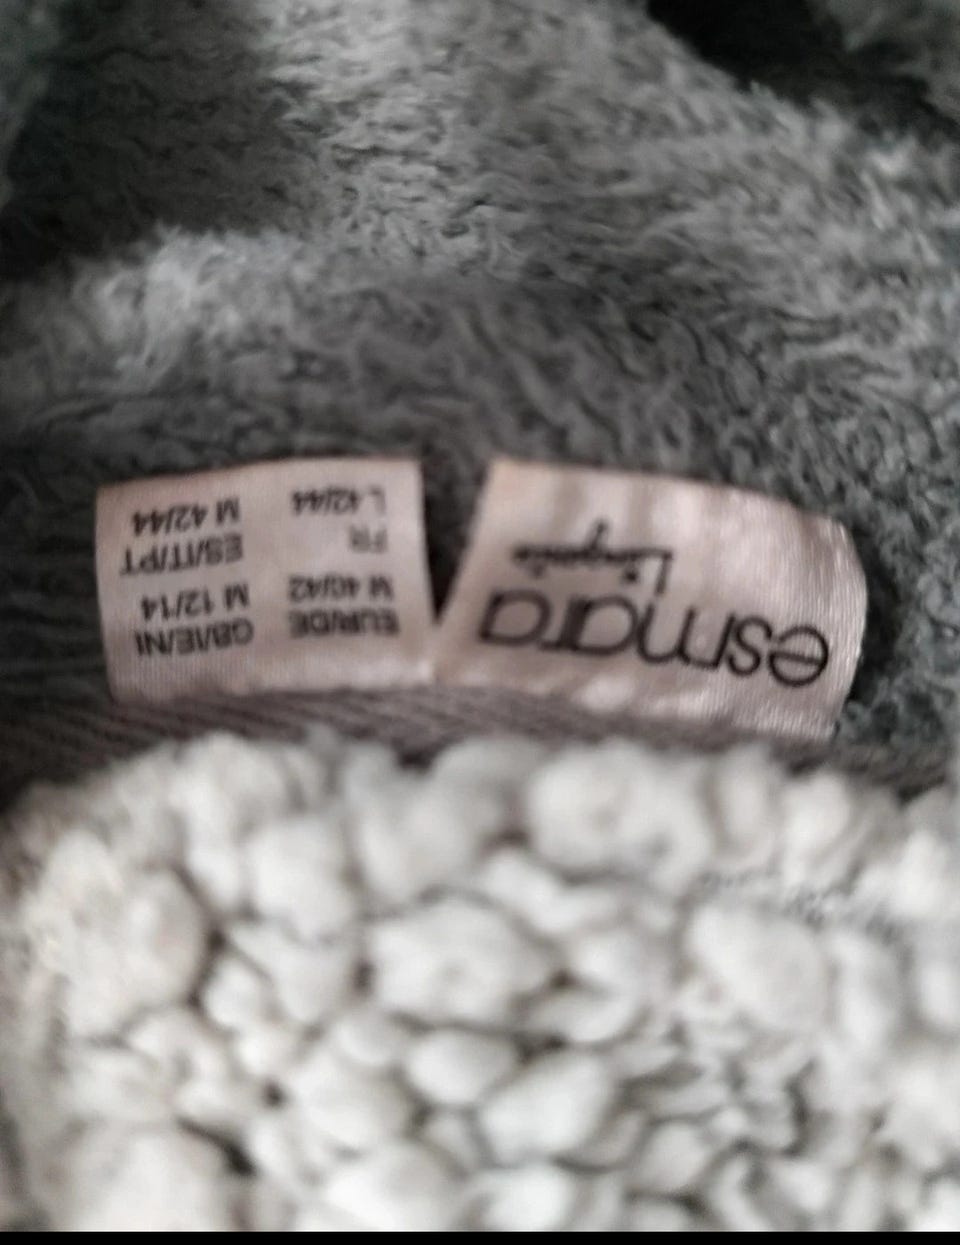 esmara
Lingerie
EUR/DE
M 40/42
FR
L 42/44
GB/IE/NI
M 12/14
ES/IT/PT
M 42/44